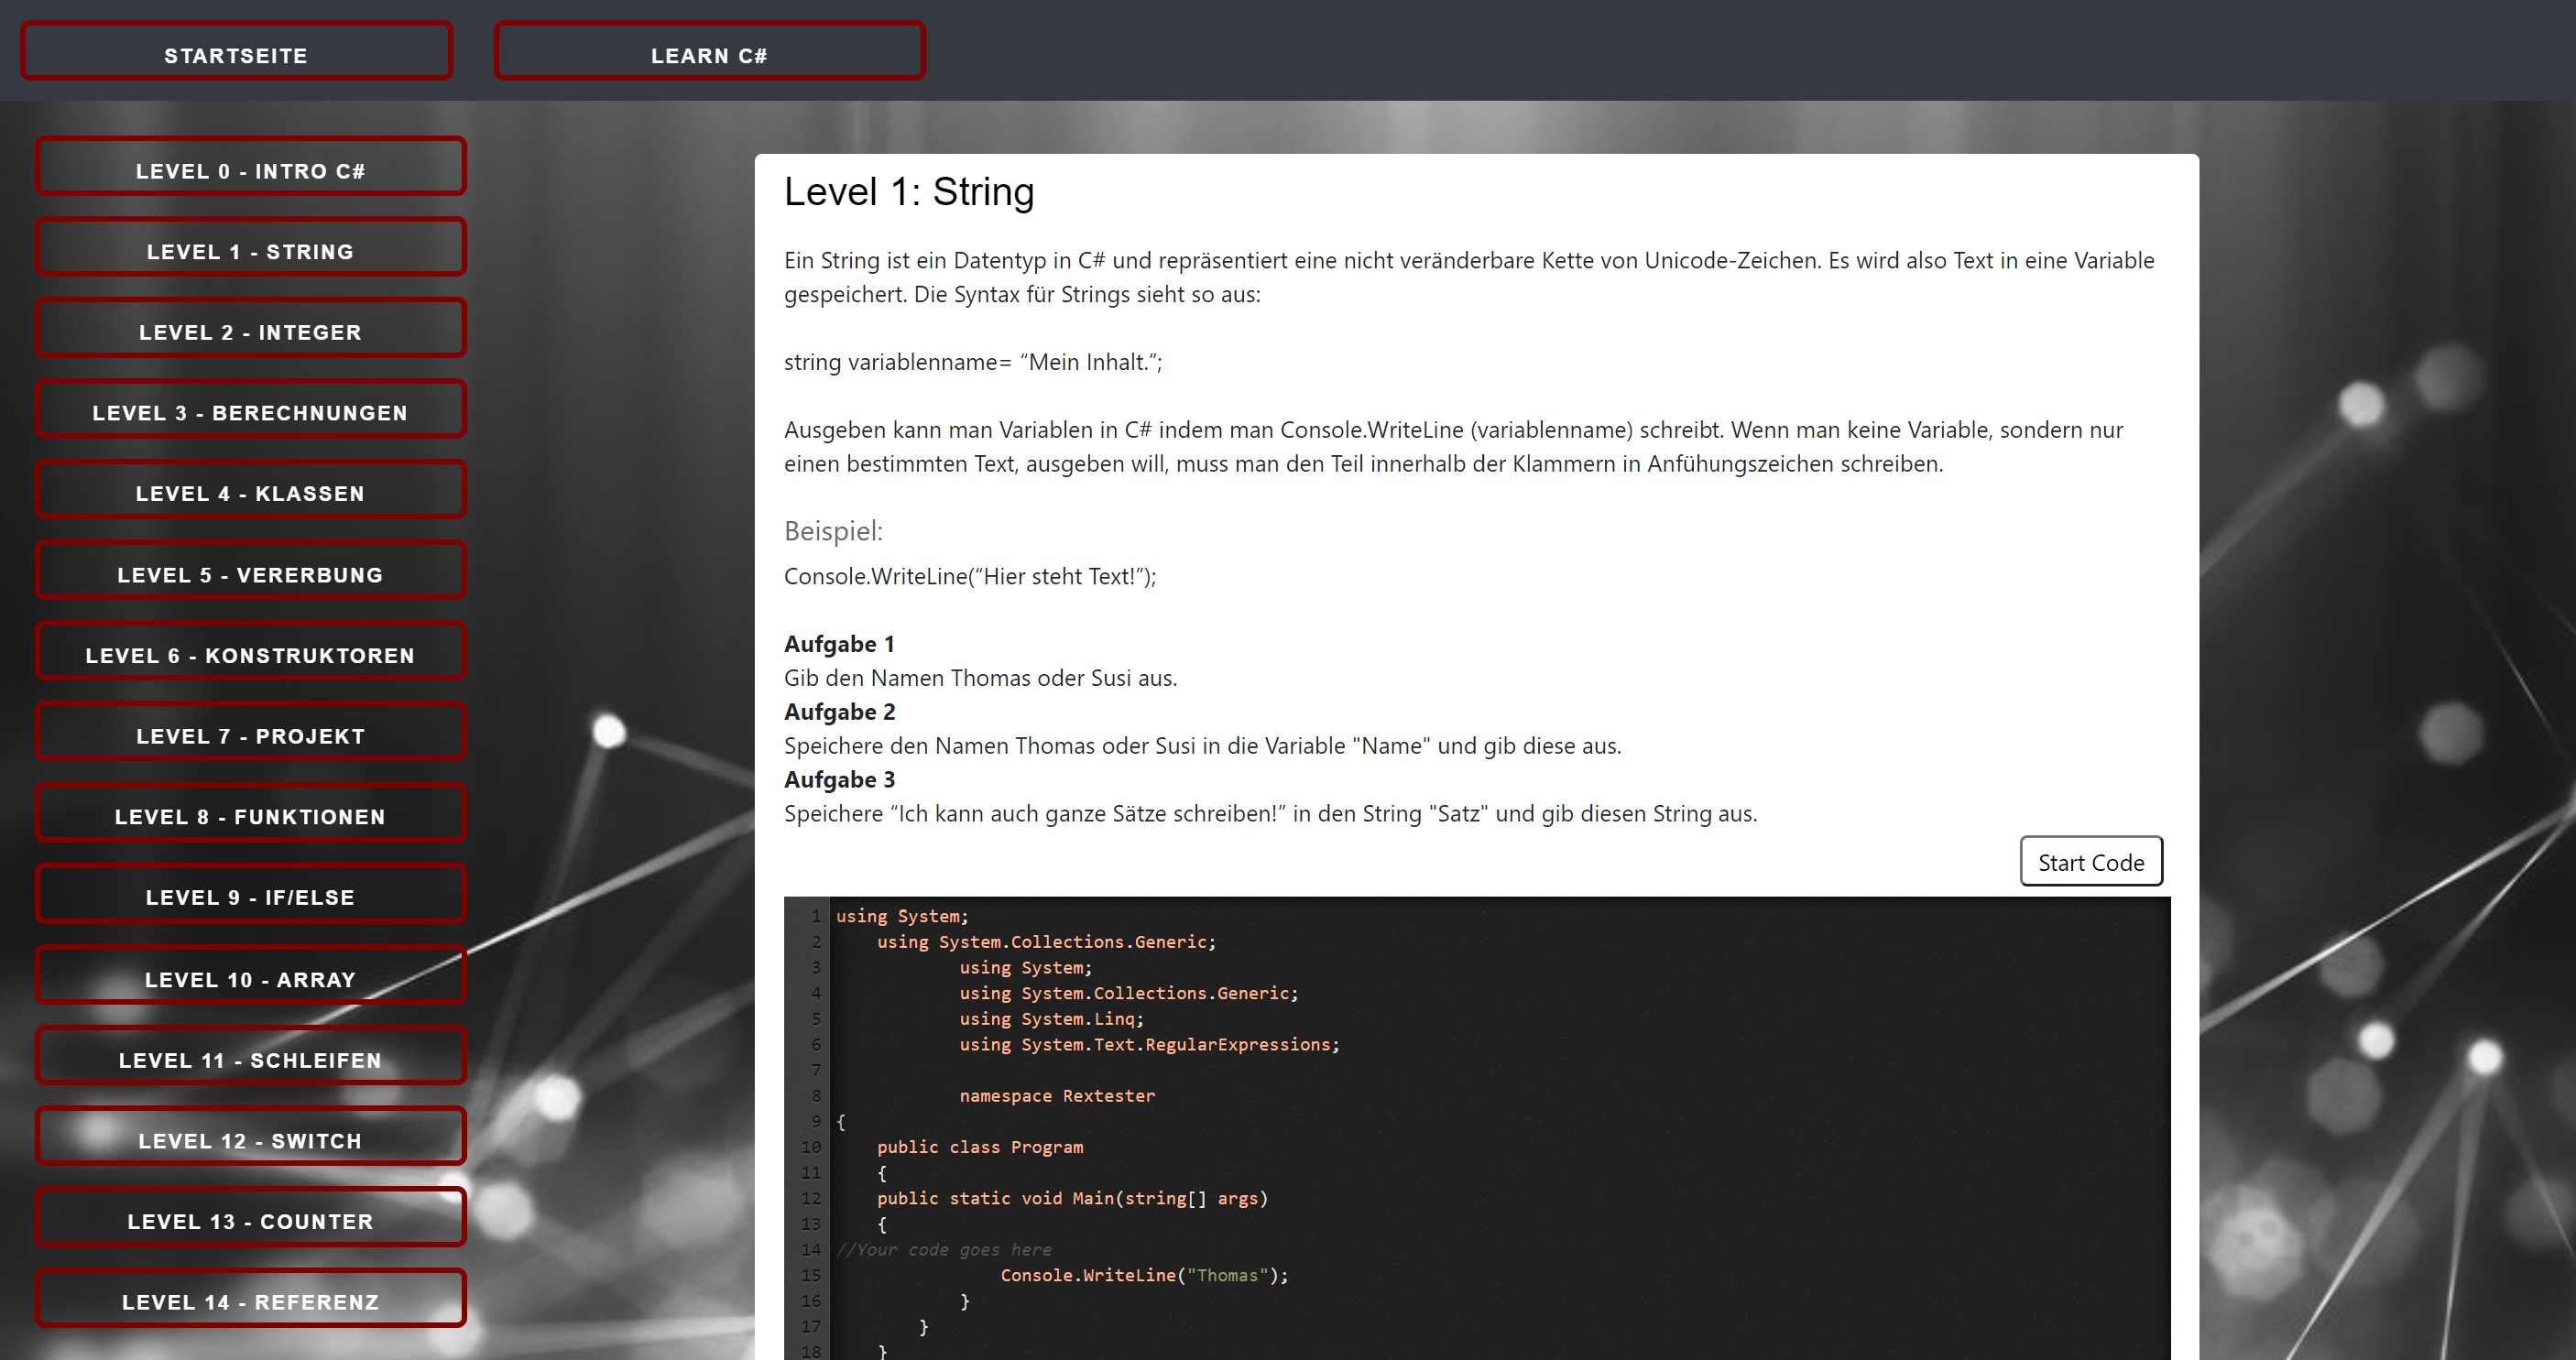 STARTSEITE
LEARN C#
LEVEL 0 - INTRO C#
LEVEL 1 - STRING
LEVEL 2 - INTEGER
LEVEL 3 - BERECHNUNGEN
LEVEL 4 - KLASSEN
LEVEL 5 - VERERBUNG
LEVEL 6 - KONSTRUKTOREN
LEVEL 7 - PROJEKT
LEVEL 8 - FUNKTIONEN
LEVEL 9 - IF/ELSE
LEVEL 10 - ARRAY
LEVEL 11 - SCHLEIFEN
LEVEL 12 - SWITCH
LEVEL 13 - COUNTER
LEVEL 14 - REFERENZ
Level 1: String
Ein String ist ein Datentyp in C# und repräsentiert eine nicht veränderbare Kette von Unicode-Zeichen. Es wird also Text in eine Variable
gespeichert. Die Syntax für Strings sieht so aus:
string variablenname= “Mein Inhalt.”;
Ausgeben kann man Variablen in C# indem man Console.WriteLine (variablenname) schreibt. Wenn man keine Variable, sondern nur
einen bestimmten Text, ausgeben will, muss man den Teil innerhalb der Klammern in Anfühungszeichen schreiben.
Beispiel:
Console.WriteLine(“Hier steht Text!”);
Aufgabe 1
Gib den Namen Thomas oder Susi aus.
Aufgabe 2
Speichere den Namen Thomas oder Susi in die Variable "Name" und gib diese aus.
Aufgabe 3
Speichere “Ich kann auch ganze Sätze schreiben!” in den String "Satz" und gib diesen String aus.
Start Code
1 using System;
2 using System.Collections.Generic;
3 using System;
4 using System.Collections.Generic;
5 using System.Linq;
6 using System.Text.RegularExpressions;
7
8 namespace Rextester
9 {
10 public class Program
11 {
12 public static void Main(string[] args)
13 {
14 //Your code goes here
15 Console.WriteLine("Thomas");
16 }
17 }
18 }